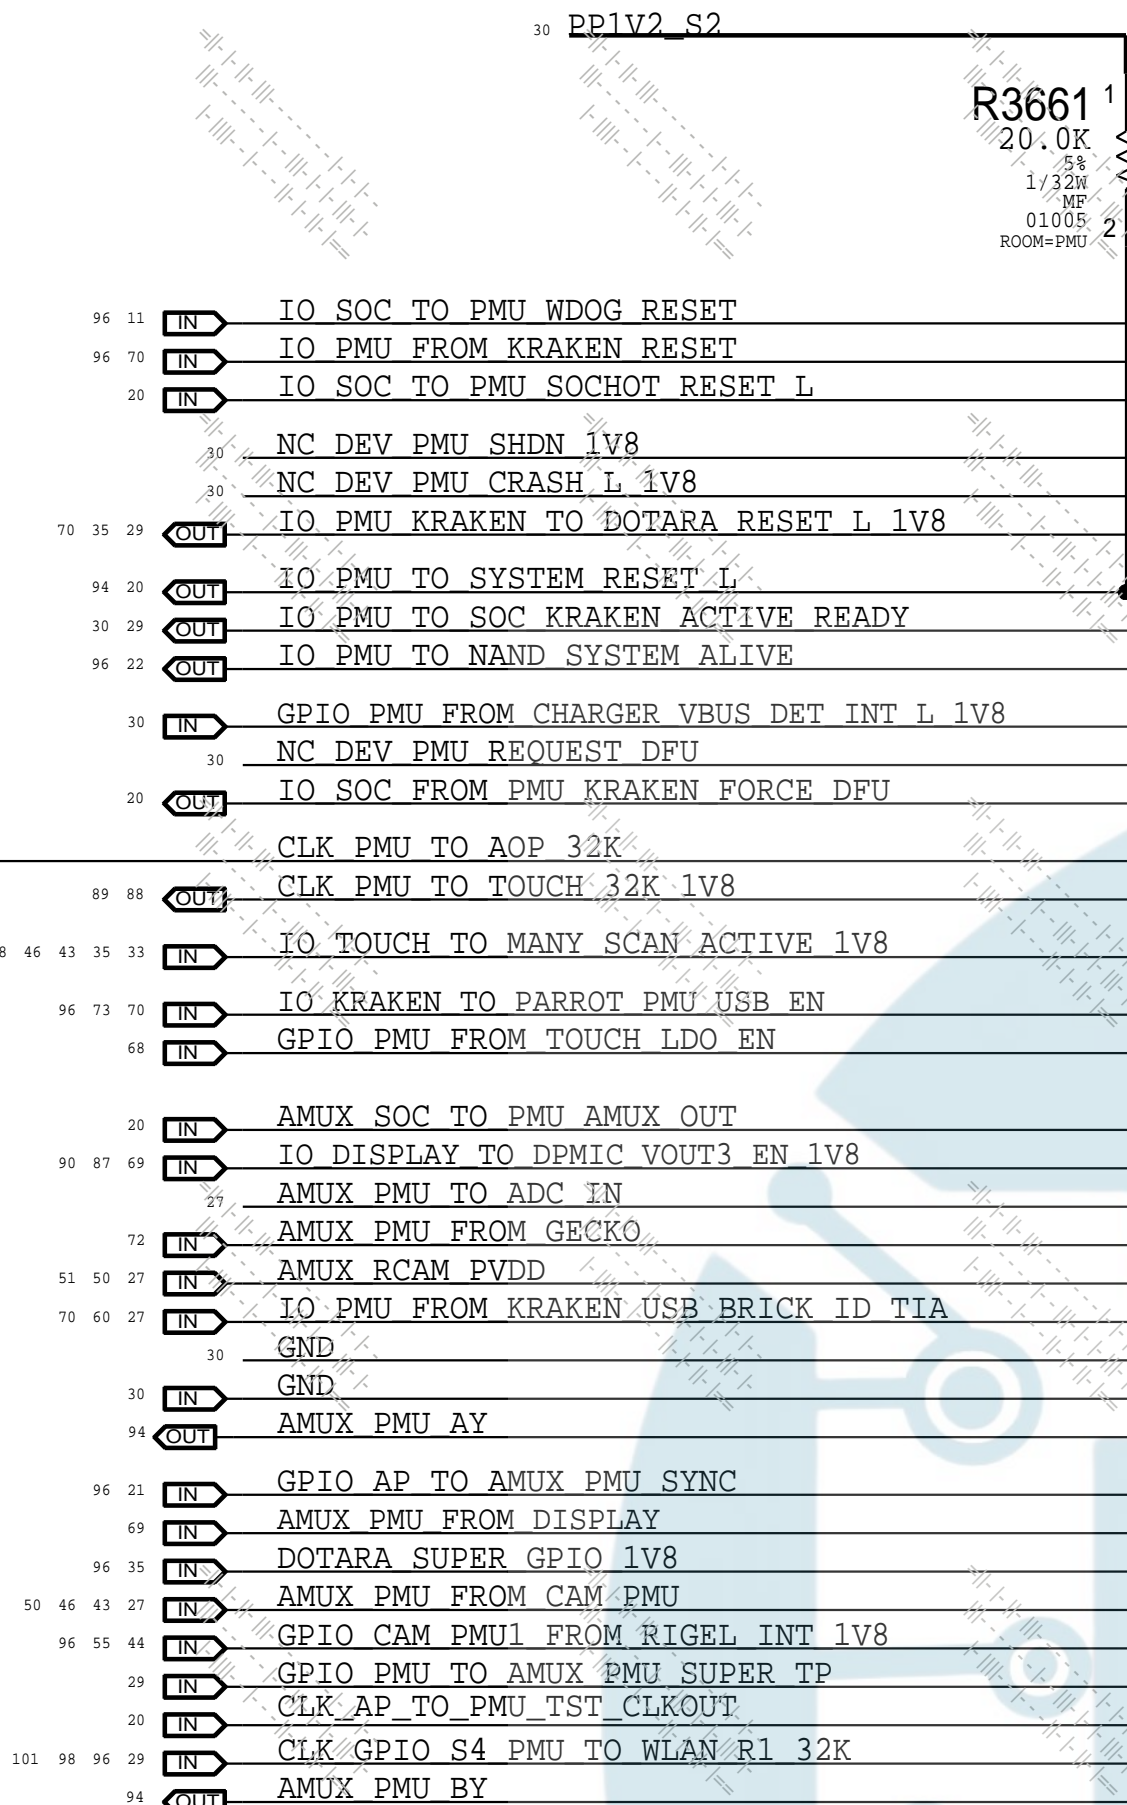 30 PP1V2_S2
R3661 1
20.0K
5%
1/32W
MF
01005
ROOM=PMU 2
96 11 IN IO_SOC_TO_PMU_WDOG_RESET
96 70 IN IO_PMU_FROM_KRAKEN_RESET
20 IN IO_SOC_TO_PMU_SOCHOT_RESET_L
30 NC_DEV_PMU_SHDN_1V8
30 NC_DEV_PMU_CRASH_L_1V8
70 35 29 OUT IO_PMU_KRAKEN_TO_DOTARA_RESET_L_1V8
94 20 OUT IO_PMU_TO_SYSTEM_RESET_L
30 29 OUT IO_PMU_TO_SOC_KRAKEN_ACTIVE_READY
96 22 OUT IO_PMU_TO_NAND_SYSTEM_ALIVE
30 IN GPIO_PMU_FROM_CHARGER_VBUS_DET_INT_L_1V8
30 NC_DEV_PMU_REQUEST_DFU
20 OUT IO_SOC_FROM_PMU_KRAKEN_FORCE_DFU
CLK_PMU_TO_AOP_32K
89 88 OUT CLK_PMU_TO_TOUCH_32K_1V8
8 46 43 35 33 IN IO_TOUCH_TO_MANY_SCAN_ACTIVE_1V8
96 73 70 IN IO_KRAKEN_TO_PARROT_PMU_USB_EN
68 IN GPIO_PMU_FROM_TOUCH_LDO_EN
20 IN AMUX_SOC_TO_PMU_AMUX_OUT
90 87 69 IN IO_DISPLAY_TO_DPMIC_VOUT3_EN_1V8
27 AMUX_PMU_TO_ADC_IN
72 IN AMUX_PMU_FROM_GECKO
51 50 27 IN AMUX_RCAM_PVDD
70 60 27 IN IO_PMU_FROM_KRAKEN_USB_BRICK_ID_TIA
30 GND
30 IN GND
94 OUT AMUX_PMU_AY
96 21 IN GPIO_AP_TO_AMUX_PMU_SYNC
69 IN AMUX_PMU_FROM_DISPLAY
96 35 IN DOTARA_SUPER_GPIO_1V8
50 46 43 27 IN AMUX_PMU_FROM_CAM_PMU
96 55 44 IN GPIO_CAM_PMU1_FROM_RIGEL_INT_1V8
29 IN GPIO_PMU_TO_AMUX_PMU_SUPER_TP
20 IN CLK_AP_TO_PMU_TST_CLKOUT
101 98 96 29 IN CLK_GPIO_S4_PMU_TO_WLAN_R1_32K
94 OUT AMUX_PMU_BY